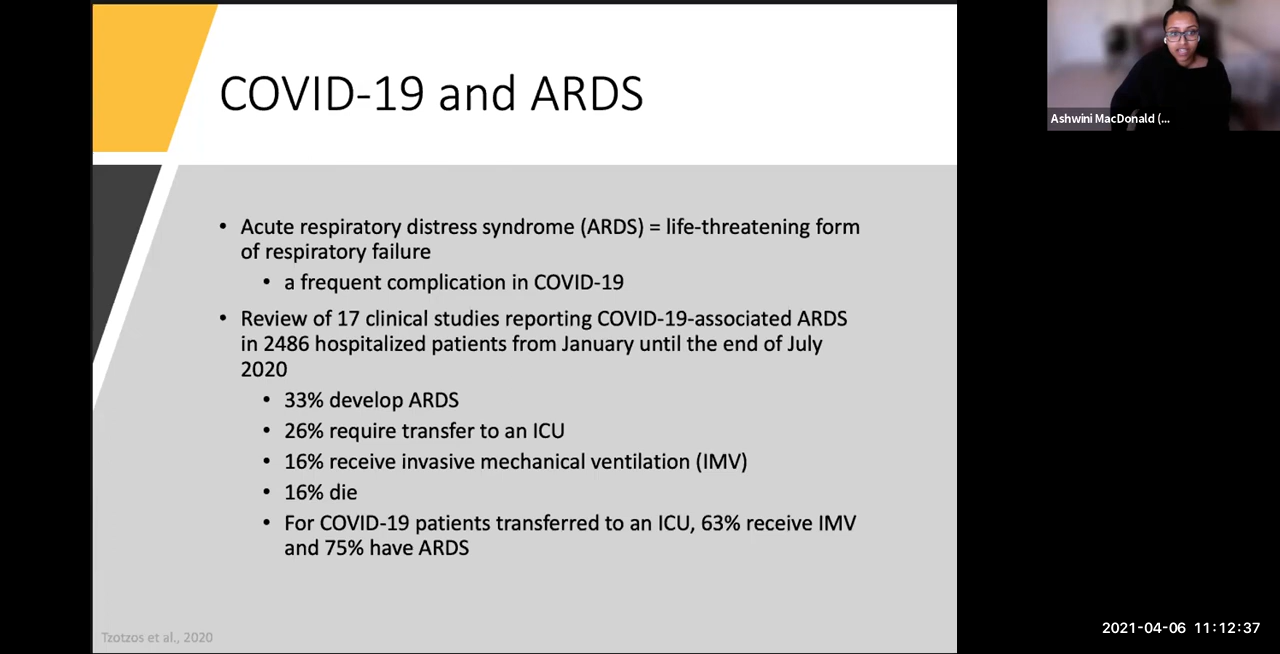 COVID-19 and ARDS
Ashwini MacDonald (...
• Acute respiratory distress syndrome (ARDS) = life-threatening form
of respiratory failure
• a frequent complication in COVID-19
• Review of 17 clinical studies reporting COVID-19-associated ARDS
in 2486 hospitalized patients from January until the end of July
2020
• 33% develop ARDS
• 26% require transfer to an ICU
• 16% receive invasive mechanical ventilation (IMV)
• 16% die
• For COVID-19 patients transferred to an ICU, 63% receive IMV
and 75% have ARDS
Tzotzos et al., 2020
2021-04-06 11:12:37